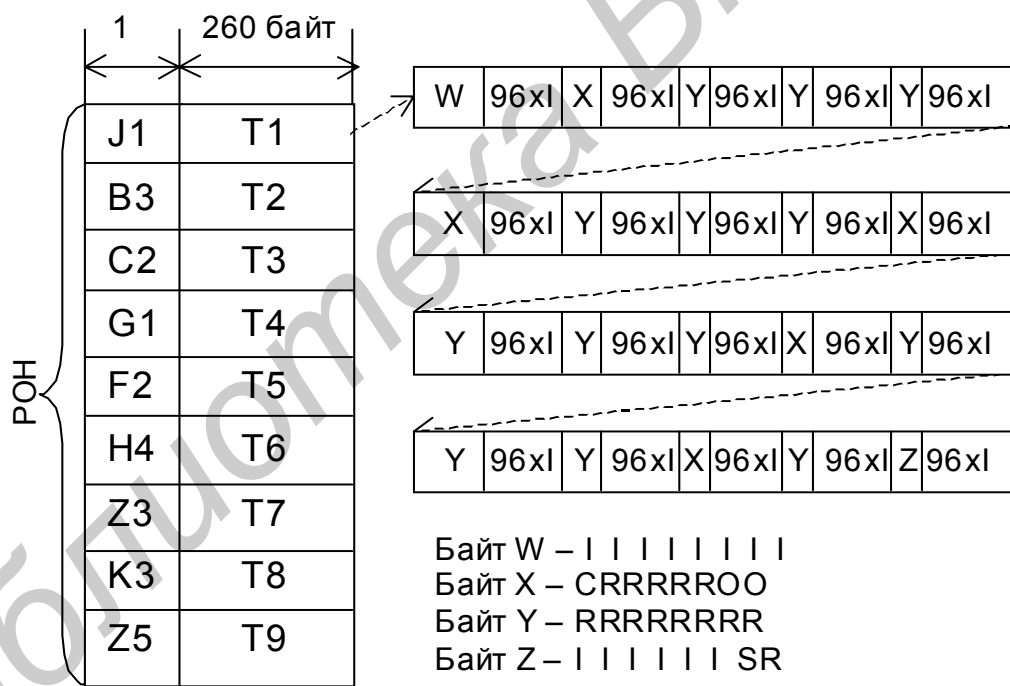 1 260 байт
W 96xI X 96xI Y 96xI Y 96xI Y 96xI
J1 T1
B3 T2
X 96xI Y 96xI Y 96xI Y 96xI X 96xI
C2 T3
G1 T4
Y 96xI Y 96xI Y 96xI X 96xI Y 96xI
РОН
F2 T5
H4 T6
Y 96xI Y 96xI X 96xI Y 96xI Z 96xI
Z3 T7
K3 T8
Z5 T9
Байт W – I I I I I I I I
Байт X – CRRRRROO
Байт Y – RRRRRRRR
Байт Z – I I I I I I SR